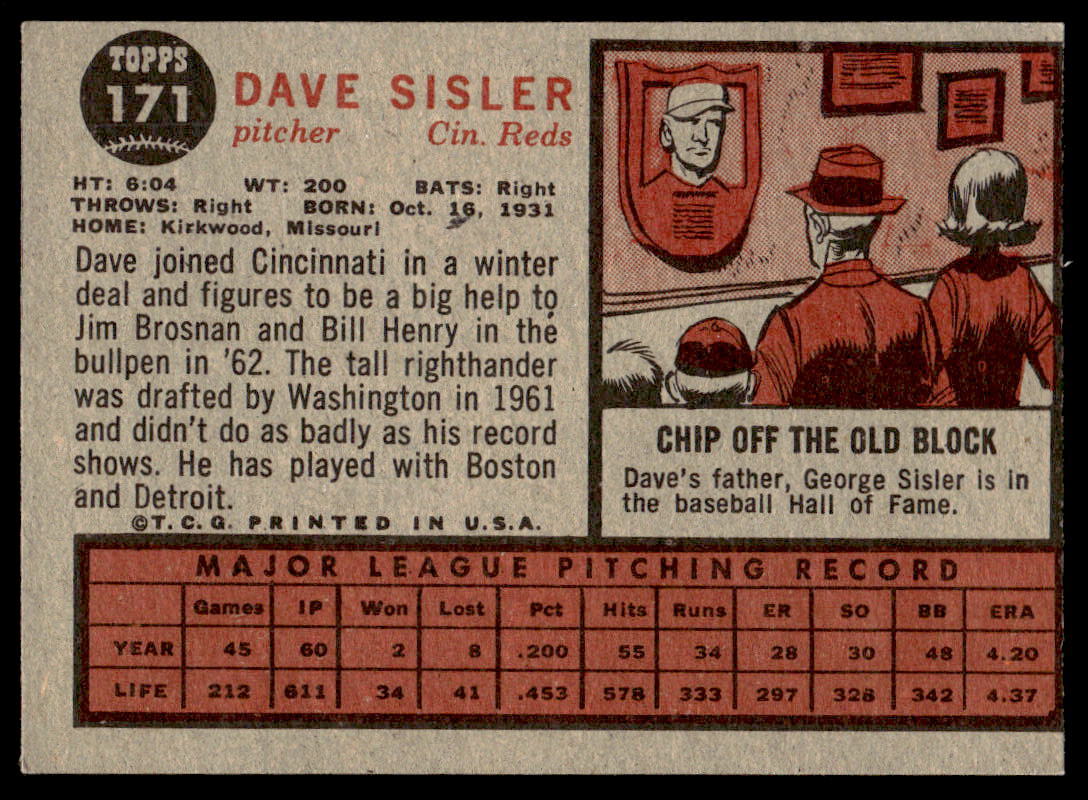 TOPPS
171
DAVE SISLER
pitcher Cin. Reds
HT: 6:04 WT: 200 BATS: Right
THROWS: Right BORN: Oct. 16, 1931
HOME: Kirkwood, Missouri
Dave joined Cincinnati in a winter
deal and figures to be a big help to
Jim Brosnan and Bill Henry in the
bullpen in '62. The tall righthander
was drafted by Washington in 1961
and didn't do as badly as his record
shows. He has played with Boston
and Detroit.
©T.C.G. PRINTED IN U.S.A.
CHIP OFF THE OLD BLOCK
Dave's father, George Sisler is in
the baseball Hall of Fame.
MAJOR LEAGUE PITCHING RECORD
Games IP Won Lost Pct Hits Runs ER SO BB ERA
YEAR 45 60 2 8 .200 55 34 28 30 48 4.20
LIFE 212 611 34 41 .453 578 333 297 328 342 4.37